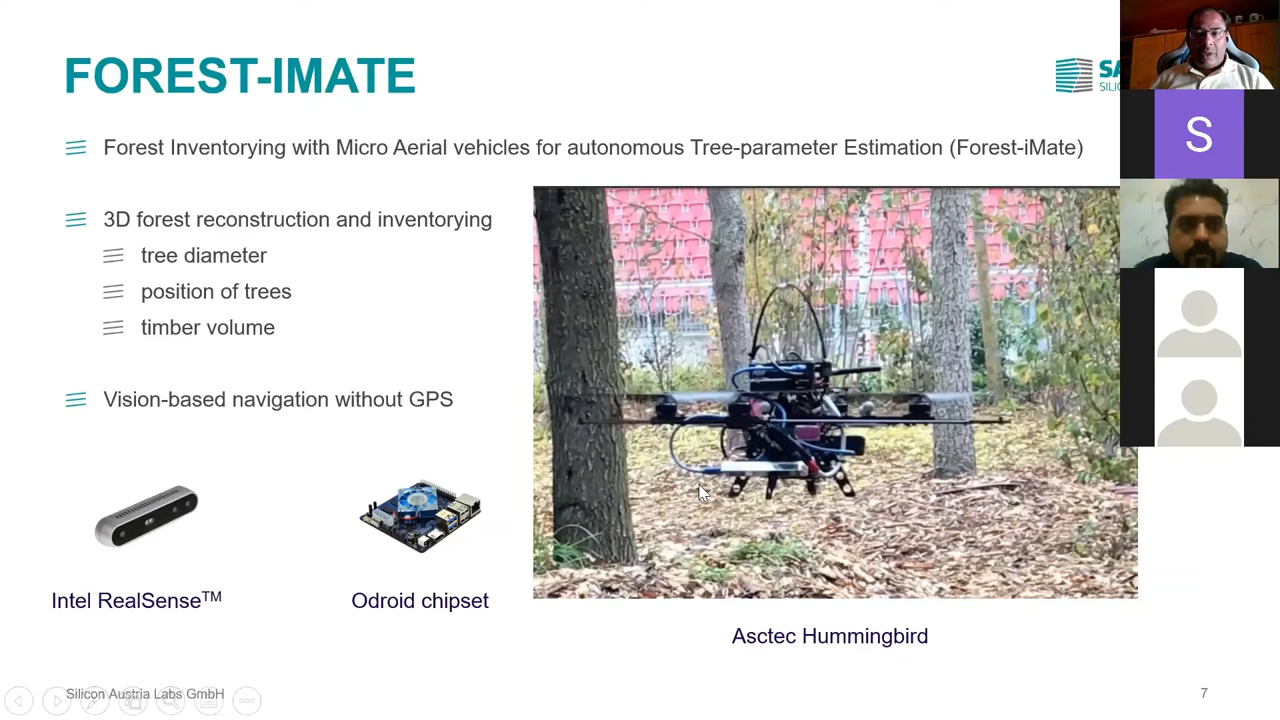 FOREST-IMATE
SA
SILIC
Forest Inventorying with Micro Aerial vehicles for autonomous Tree-parameter Estimation (Forest-iMate)
3D forest reconstruction and inventorying
tree diameter
position of trees
timber volume
Vision-based navigation without GPS
Intel RealSenseTM
Odroid chipset
Asctec Hummingbird
Silicon Austria Labs GmbH
7
S